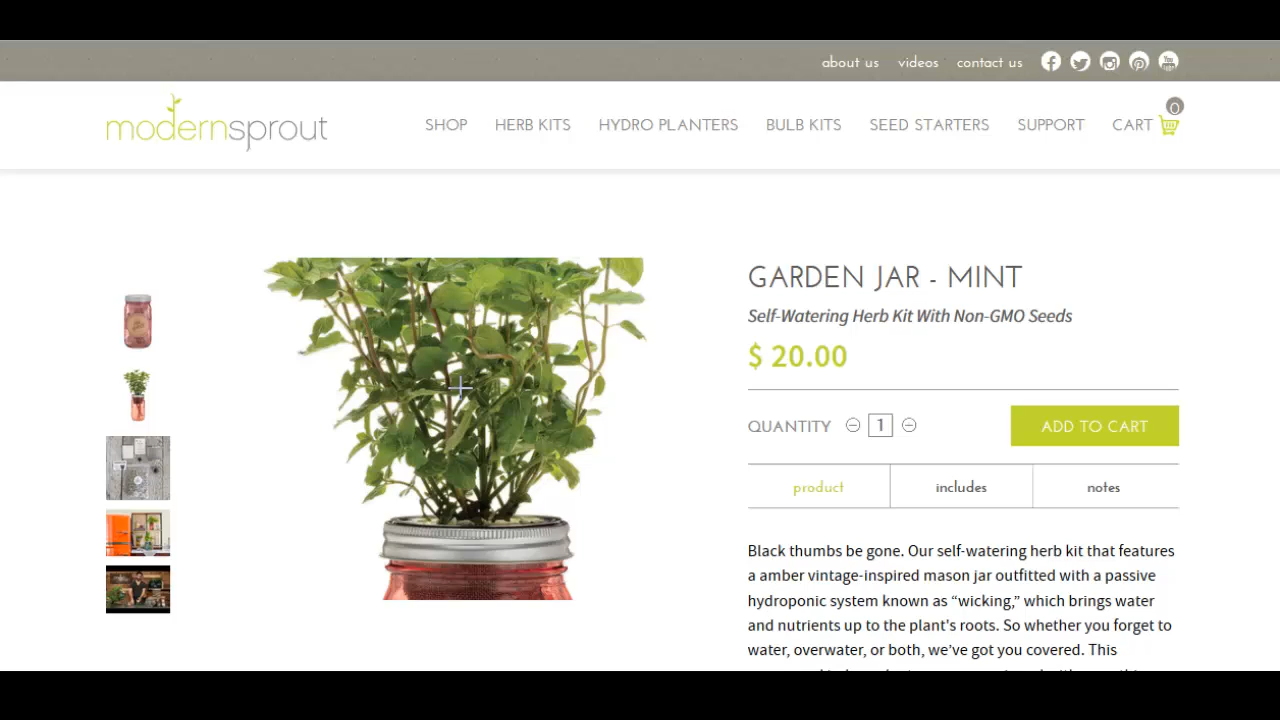 about us videos contact us
modernsprout
SHOP HERB KITS HYDRO PLANTERS BULB KITS SEED STARTERS SUPPORT CART 0
GARDEN JAR - MINT
Self-Watering Herb Kit With Non-GMO Seeds
$ 20.00
QUANTITY 1 ADD TO CART
product includes notes
Black thumbs be gone. Our self-watering herb kit that features
a amber vintage-inspired mason jar outfitted with a passive
hydroponic system known as “wicking,” which brings water
and nutrients up to the plant's roots. So whether you forget to
water, overwater, or both, we’ve got you covered. This